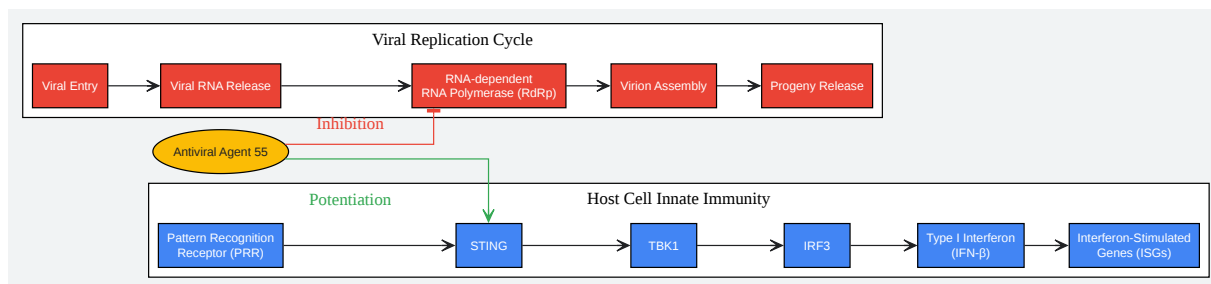 Viral Replication Cycle
Viral Entry
Viral RNA Release
RNA-dependent
RNA Polymerase (RdRp)
Virion Assembly
Progeny Release
Inhibition
Antiviral Agent 55
Potentiation
Host Cell Innate Immunity
Pattern Recognition
Receptor (PRR)
STING
TBK1
IRF3
Type I Interferon
(IFN-β)
Interferon-Stimulated
Genes (ISGs)